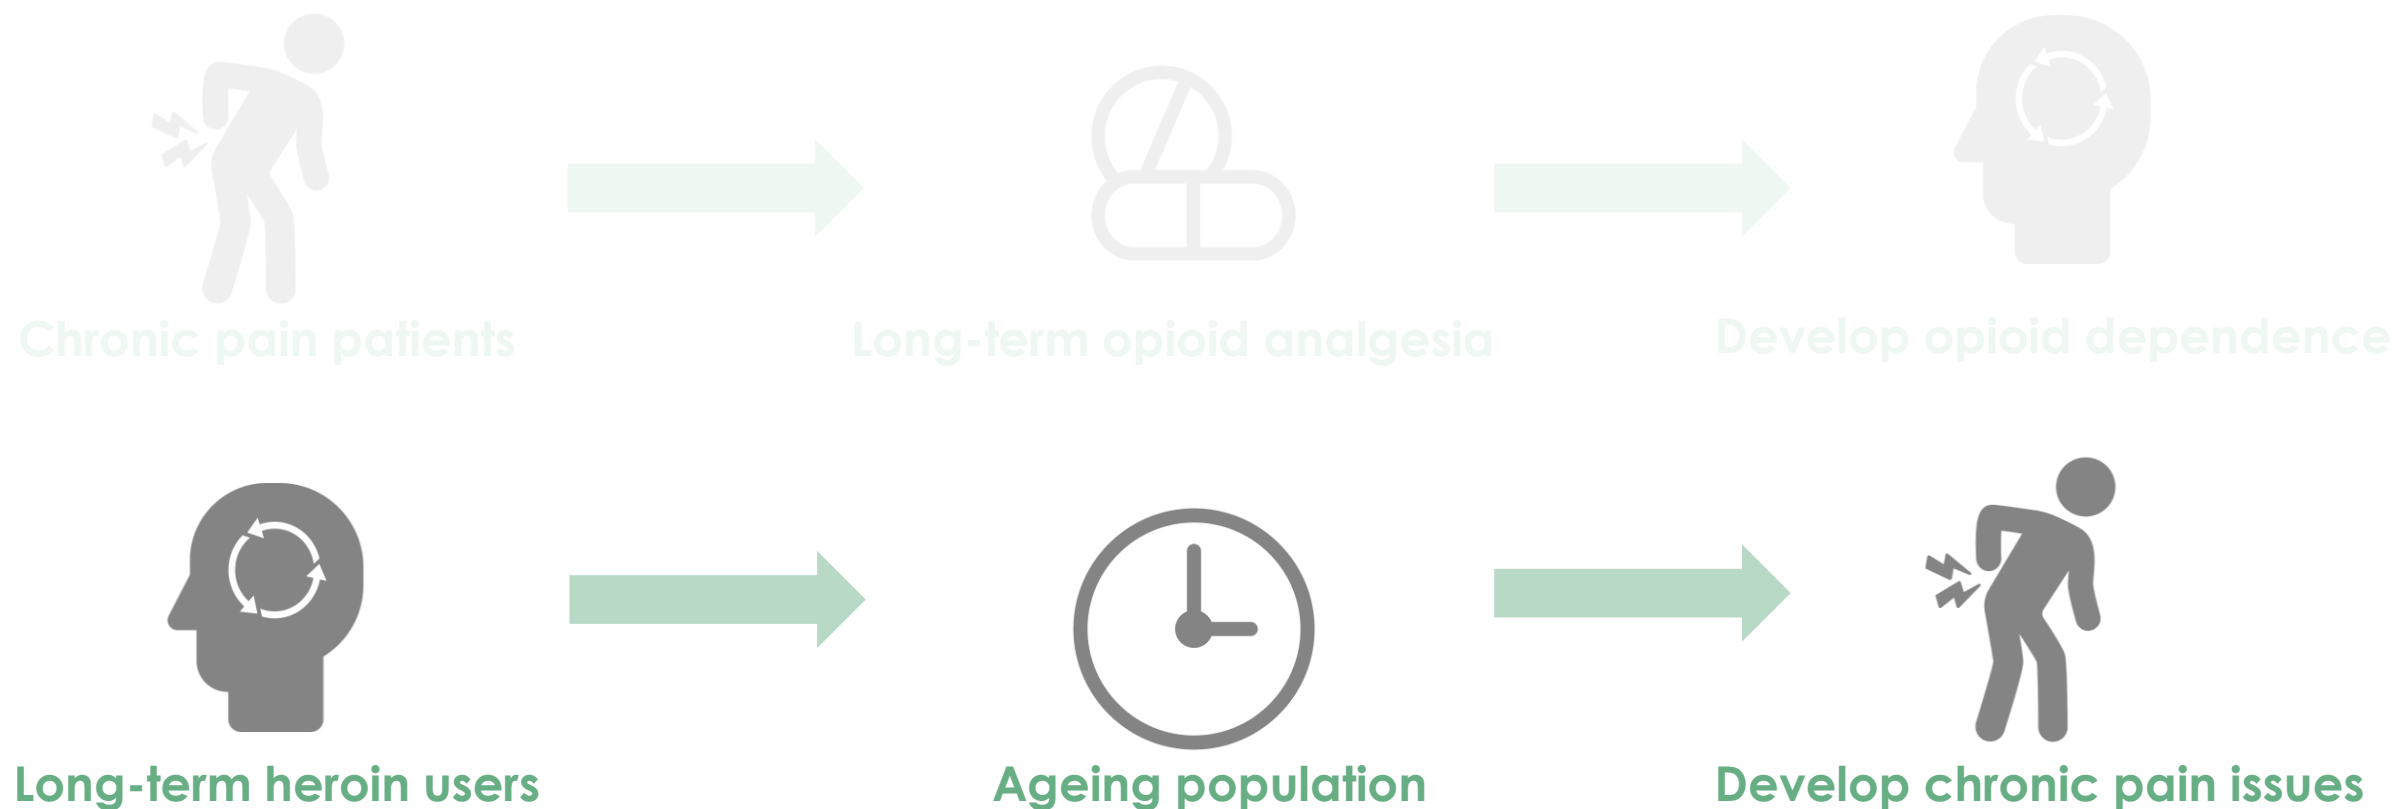 Chronic pain patients
Long-term opioid analgesia
Develop opioid dependence
Long-term heroin users
Ageing population
Develop chronic pain issues